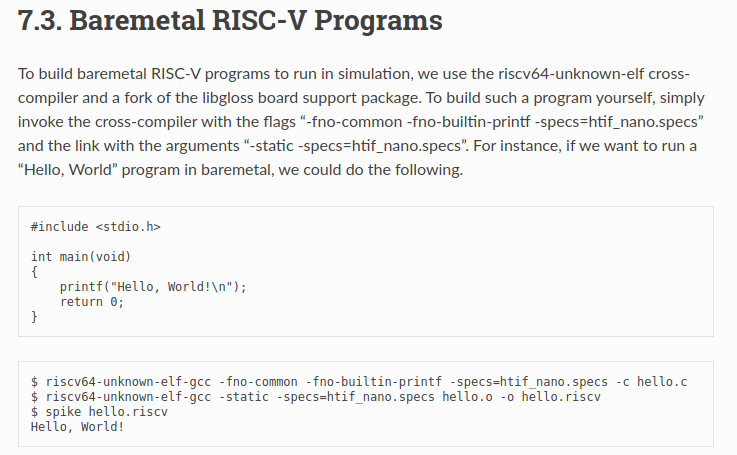 7.3. Baremetal RISC-V Programs
To build baremetal RISC-V programs to run in simulation, we use the riscv64-unknown-elf cross-
compiler and a fork of the libgloss board support package. To build such a program yourself, simply
invoke the cross-compiler with the flags “-fno-common -fno-builtin-printf -specs=htif_nano.specs”
and the link with the arguments “-static -specs=htif_nano.specs”. For instance, if we want to run a
“Hello, World” program in baremetal, we could do the following.
#include <stdio.h>
int main(void)
{
    printf("Hello, World!\n");
    return 0;
}
$ riscv64-unknown-elf-gcc -fno-common -fno-builtin-printf -specs=htif_nano.specs -c hello.c
$ riscv64-unknown-elf-gcc -static -specs=htif_nano.specs hello.o -o hello.riscv
$ spike hello.riscv
Hello, World!